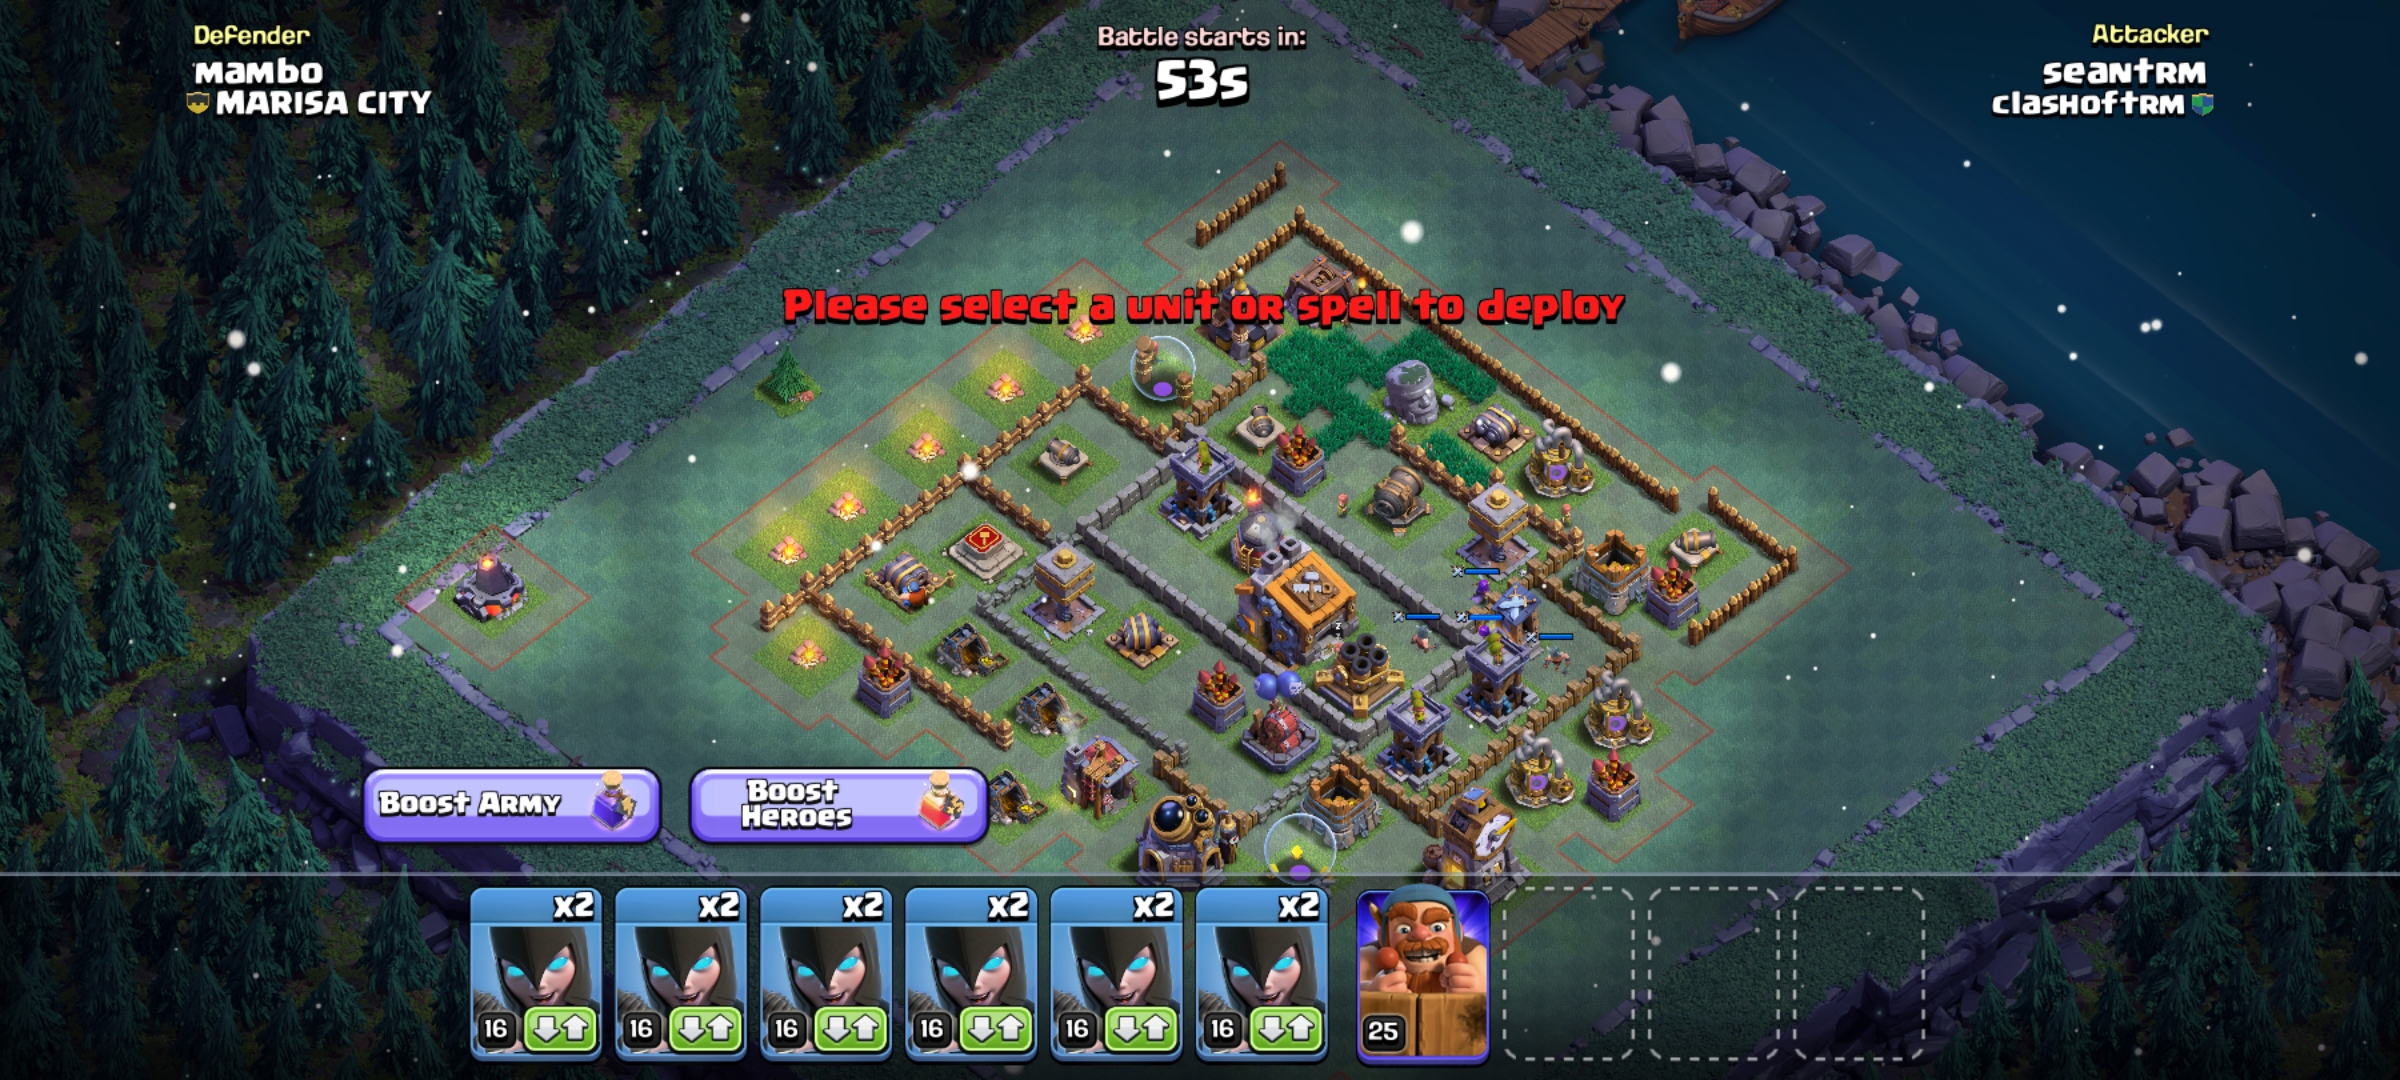 Defender
mambo
MARISA CITY
Battle starts in:
53s
Attacker
seantRM
clashoftRM
Please select a unit or spell to deploy
Boost Army
Boost
Heroes
x2
x2
x2
x2
x2
x2
16
16
16
16
16
16
25